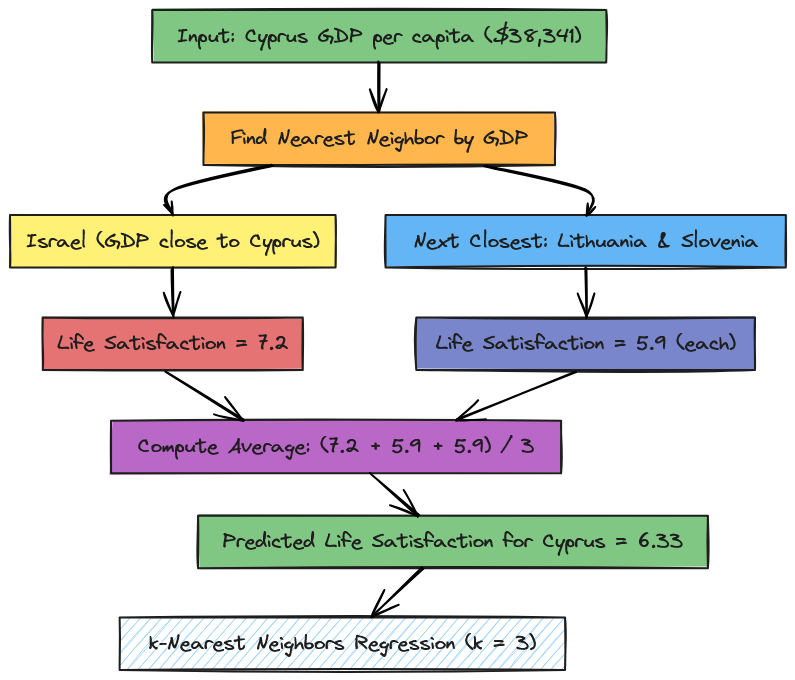 Input: Cyprus GDP per capita ($38,341)
Find Nearest Neighbor by GDP
Israel (GDP close to Cyprus)
Next Closest: Lithuania & Slovenia
Life Satisfaction = 7.2
Life Satisfaction = 5.9 (each)
Compute Average: (7.2 + 5.9 + 5.9) / 3
Predicted Life Satisfaction for Cyprus = 6.33
k-Nearest Neighbors Regression (k = 3)